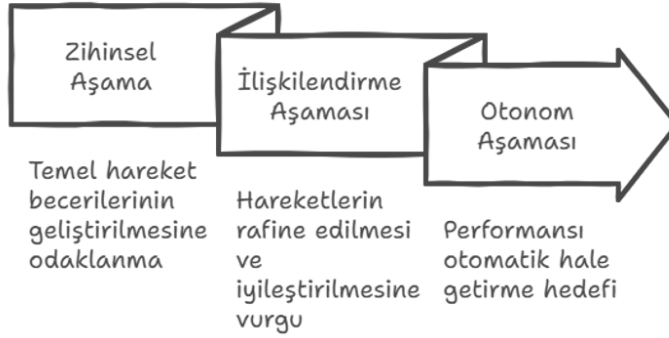 Zihinsel
Aşama
İlişkilendirme
Aşaması
Otonom
Aşaması
Temel hareket
becerilerinin
geliştirilmesine
odaklanma
Hareketlerin
rafine edilmesi
ve
iyileştirilmesine
vurgu
Performansı
otomatik hale
getirme hedefi